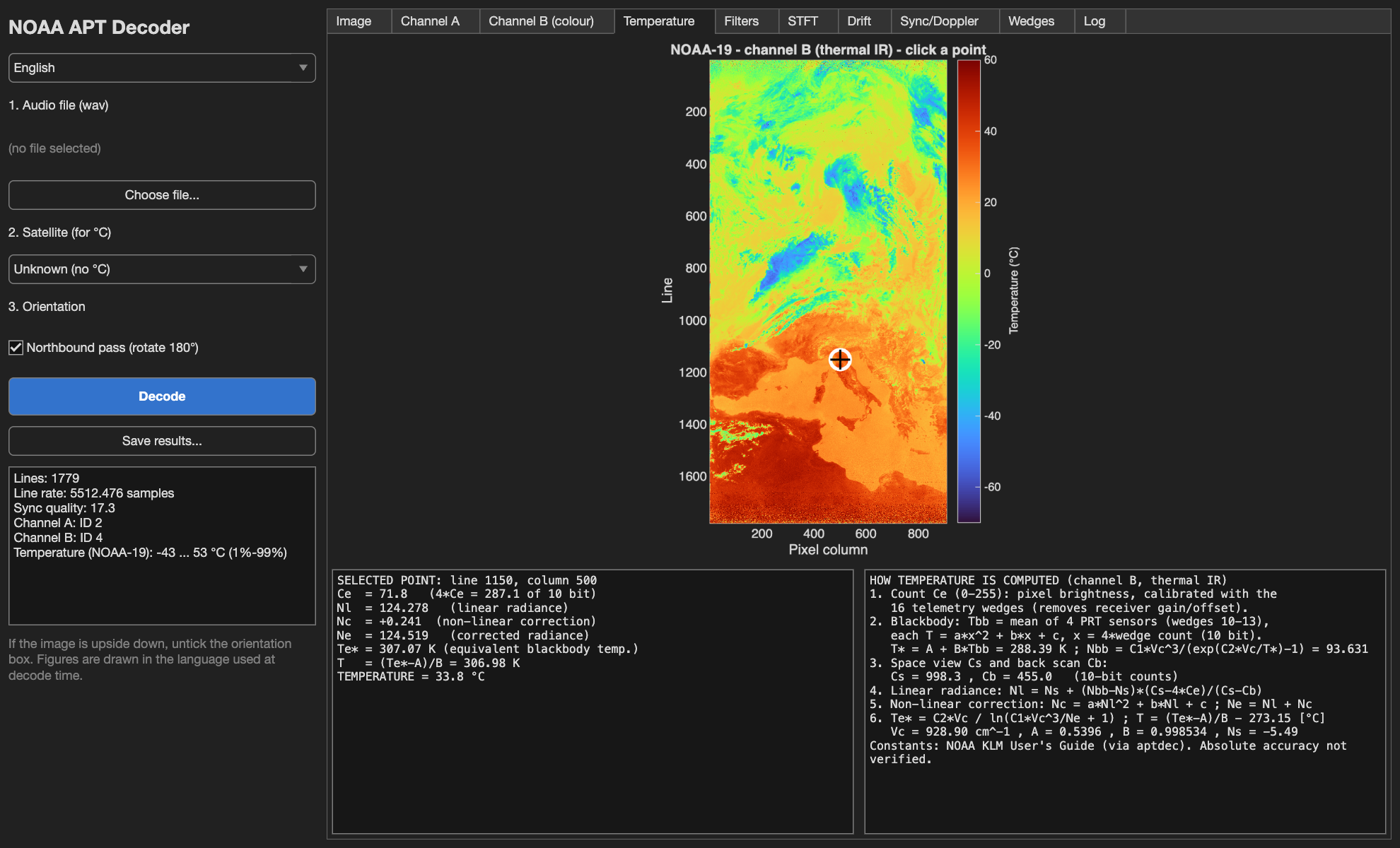 NOAA APT Decoder
English
1. Audio file (wav)
(no file selected)
Choose file...
2. Satellite (for °C)
Unknown (no °C)
3. Orientation
Northbound pass (rotate 180°)
Decode
Save results...
Lines: 1779
Line rate: 5512.476 samples
Sync quality: 17.3
Channel A: ID 2
Channel B: ID 4
Temperature (NOAA-19): -43 ... 53 °C (1%-99%)
If the image is upside down, untick the orientation
box. Figures are drawn in the language used at
decode time.
Image Channel A Channel B (colour) Temperature Filters STFT Drift Sync/Doppler Wedges Log
NOAA-19 - channel B (thermal IR) - click a point
200
400
600
800
1000
1200
1400
1600
Line
200 400 600 800
Pixel column
60
40
20
0
-20
-40
-60
Temperature (°C)
SELECTED POINT: line 1150, column 500
Ce = 71.8 (4*Ce = 287.1 of 10 bit)
Nl = 124.278 (linear radiance)
Nc = +0.241 (non-linear correction)
Ne = 124.519 (corrected radiance)
Te* = 307.07 K (equivalent blackbody temp.)
T = (Te*-A)/B = 306.98 K
TEMPERATURE = 33.8 °C
HOW TEMPERATURE IS COMPUTED (channel B, thermal IR)
1. Count Ce (0-255): pixel brightness, calibrated with the
16 telemetry wedges (removes receiver gain/offset).
2. Blackbody: Tbb = mean of 4 PRT sensors (wedges 10-13),
each T = a*x^2 + b*x + c, x = 4*wedge count (10 bit).
T* = A + B*Tbb = 288.39 K ; Nbb = C1*Vc^3/(exp(C2*Vc/T*)-1) = 93.631
3. Space view Cs and back scan Cb:
Cs = 998.3 , Cb = 455.0 (10-bit counts)
4. Linear radiance: Nl = Ns + (Nbb-Ns)*(Cs-4*Ce)/(Cs-Cb)
5. Non-linear correction: Nc = a*Nl^2 + b*Nl + c ; Ne = Nl + Nc
6. Te* = C2*Vc / ln(C1*Vc^3/Ne + 1) ; T = (Te*-A)/B - 273.15 [°C]
Vc = 928.90 cm^-1 , A = 0.5396 , B = 0.998534 , Ns = -5.49
Constants: NOAA KLM User's Guide (via aptdec). Absolute accuracy not
verified.